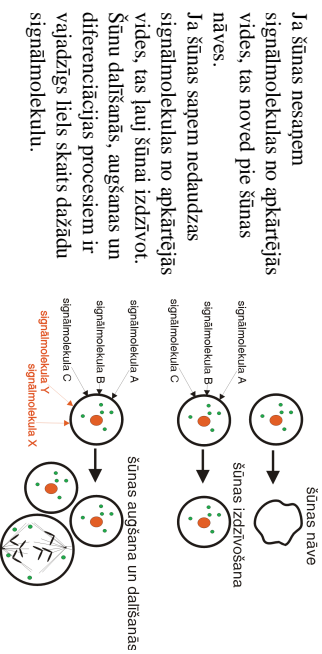 Ja šūnas nesaņem
signālmolekulas no apkārtējās
vides, tas noved pie šūnas
nāves.
Ja šūnas saņem nedaudzas
signālmolekulas no apkārtējās
vides, tas ļauj šūnai izdzīvot.
Šūnu dalīšanās, augšanas un
diferenciācijas procesiem ir
vajadzīgs liels skaits dažādu
signālmolekulu.
šūnas nāve
signālmolekula A
signālmolekula B
signālmolekula C
šūnas izdzīvošana
signālmolekula A
signālmolekula B
signālmolekula C
signālmolekula Y
signālmolekula X
šūnas augšana un dalīšanās